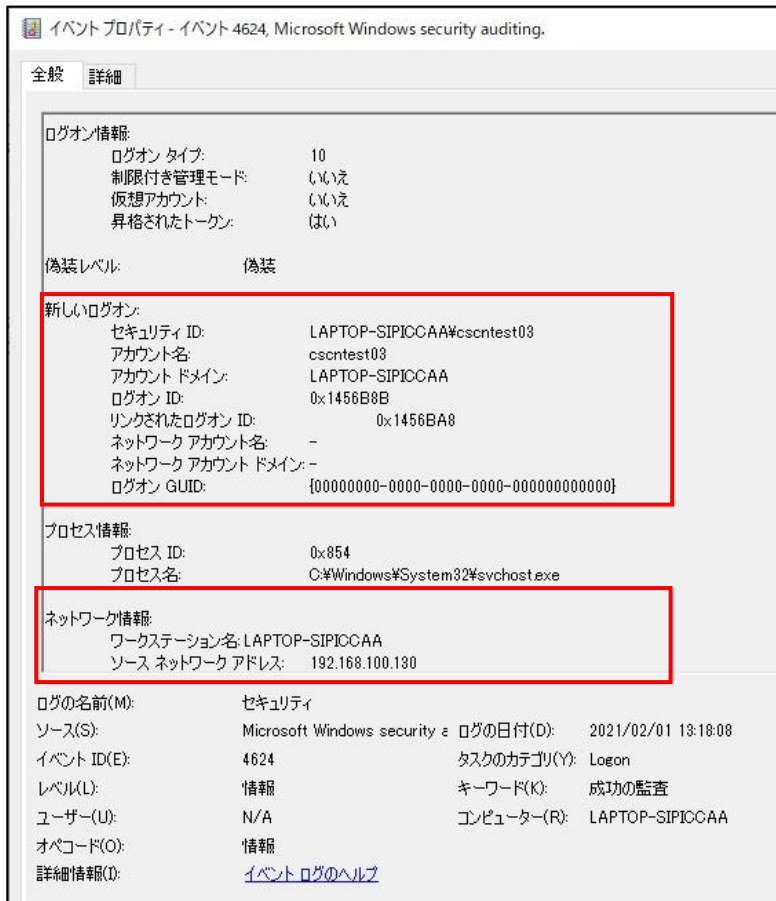 イベント プロパティ - イベント 4624, Microsoft Windows security auditing.
全般 詳細
ログオン情報:
ログオン タイプ: 10
制限付き管理モード: いいえ
仮想アカウント: いいえ
昇格されたトークン: はい
偽装レベル: 偽装
新しいログオン:
セキュリティ ID: LAPTOP-SIPICCAA¥cscntest03
アカウント名: cscntest03
アカウント ドメイン: LAPTOP-SIPICCAA
ログオン ID: 0x1456B8B
リンクされたログオン ID: 0x1456BA8
ネットワーク アカウント名: -
ネットワーク アカウント ドメイン: -
ログオン GUID: {00000000-0000-0000-0000-000000000000}
プロセス情報:
プロセス ID: 0x854
プロセス名: C:¥Windows¥System32¥svchost.exe
ネットワーク情報:
ワークステーション名: LAPTOP-SIPICCAA
ソース ネットワーク アドレス: 192.168.100.130
ログの名前(M): セキュリティ
ソース(S): Microsoft Windows security a ログの日付(D): 2021/02/01 13:18:08
イベント ID(E): 4624 タスクのカテゴリ(Y): Logon
レベル(L): 情報 キーワード(K): 成功の監査
ユーザー(U): N/A コンピューター(R): LAPTOP-SIPICCAA
オペコード(O): 情報
詳細情報(I): イベント ログのヘルプ